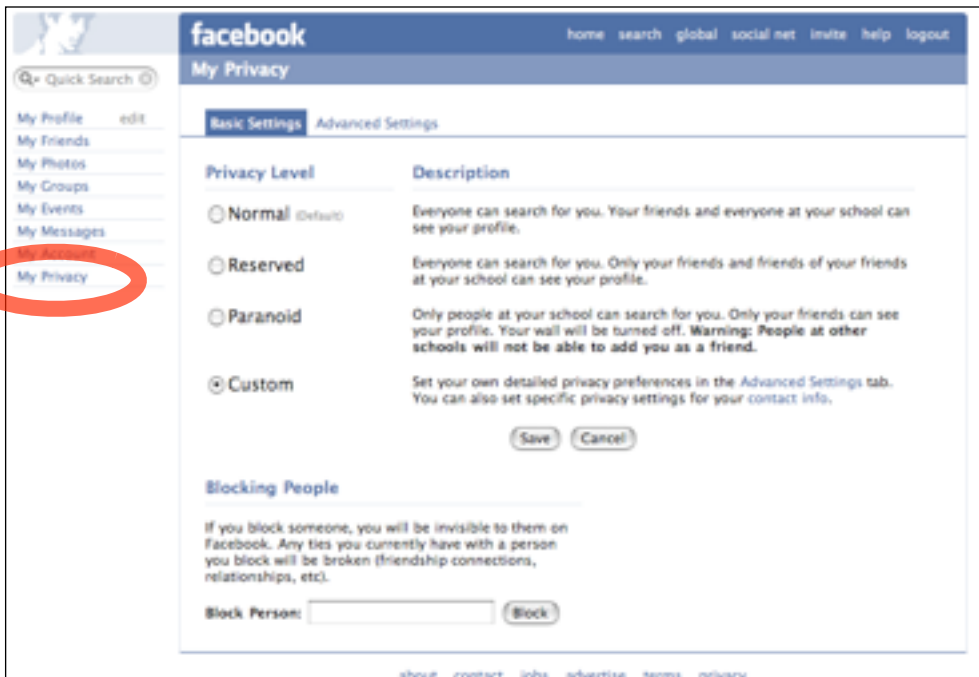 facebook
home search global social net invite help logout
Quick Search
My Privacy
My Profile edit
My Friends
My Photos
My Groups
My Events
My Messages
My Account
My Privacy
Basic Settings Advanced Settings
Privacy Level Description
Normal (Default) Everyone can search for you. Your friends and everyone at your school can
see your profile.
Reserved Everyone can search for you. Only your friends and friends of your friends
at your school can see your profile.
Paranoid Only people at your school can search for you. Only your friends can see
your profile. Your wall will be turned off. Warning: People at other
schools will not be able to add you as a friend.
Custom Set your own detailed privacy preferences in the Advanced Settings tab.
You can also set specific privacy settings for your contact info.
Save Cancel
Blocking People
If you block someone, you will be invisible to them on
Facebook. Any ties you currently have with a person
you block will be broken (friendship connections,
relationships, etc).
Block Person: Block
about contact jobs advertise terms privacy